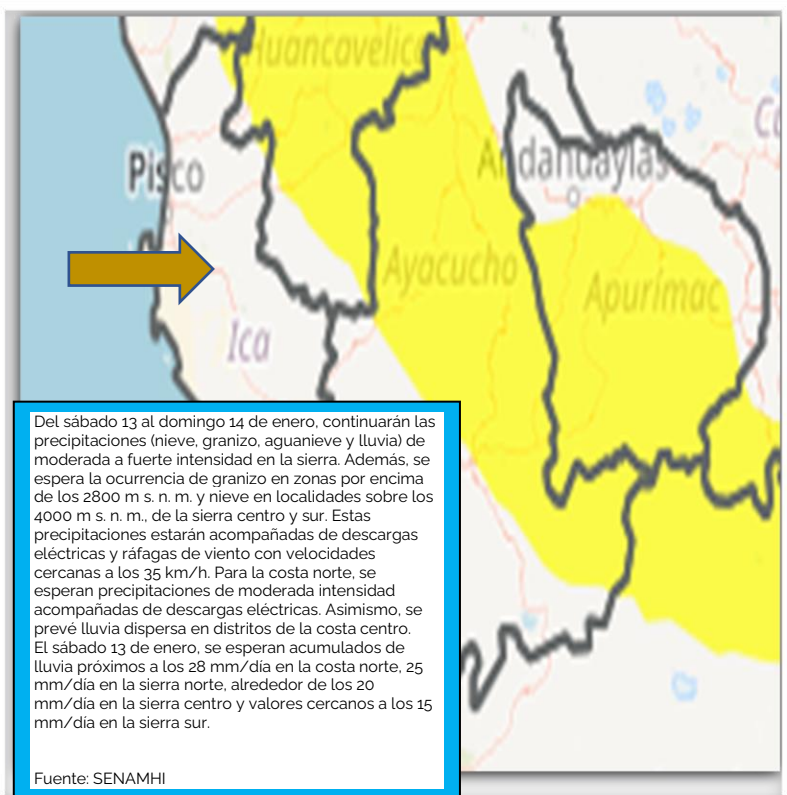 Huancavelica
Pisco
Andahuaylas
Ayacucho
Apurímac
Ica
Del sábado 13 al domingo 14 de enero, continuarán las
precipitaciones (nieve, granizo, aguanieve y lluvia) de
moderada a fuerte intensidad en la sierra. Además, se
espera la ocurrencia de granizo en zonas por encima
de los 2800 m s. n. m. y nieve en localidades sobre los
4000 m s. n. m., de la sierra centro y sur. Estas
precipitaciones estarán acompañadas de descargas
eléctricas y ráfagas de viento con velocidades
cercanas a los 35 km/h. Para la costa norte, se
esperan precipitaciones de moderada intensidad
acompañadas de descargas eléctricas. Asimismo, se
prevé lluvia dispersa en distritos de la costa centro.
El sábado 13 de enero, se esperan acumulados de
lluvia próximos a los 28 mm/día en la costa norte, 25
mm/día en la sierra norte, alrededor de los 20
mm/día en la sierra centro y valores cercanos a los 15
mm/día en la sierra sur.
Fuente: SENAMHI